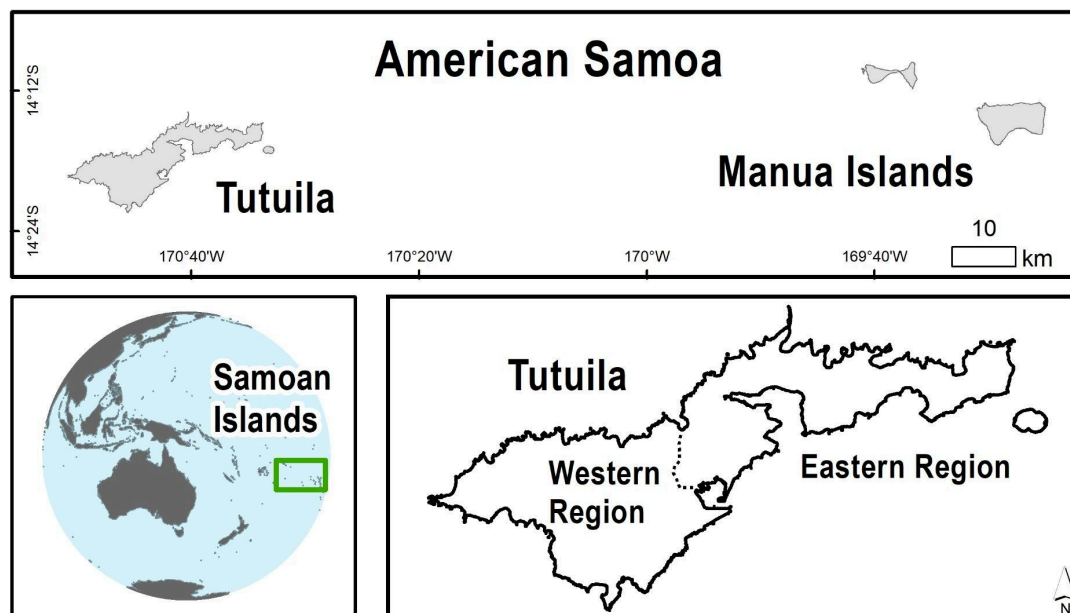 American Samoa
14°12'S
Tutuila
Manua Islands
14°24'S
10
km
170°40'W
170°20'W
170°W
169°40'W
Samoan
Islands
Tutuila
Western
Region
Eastern Region
N